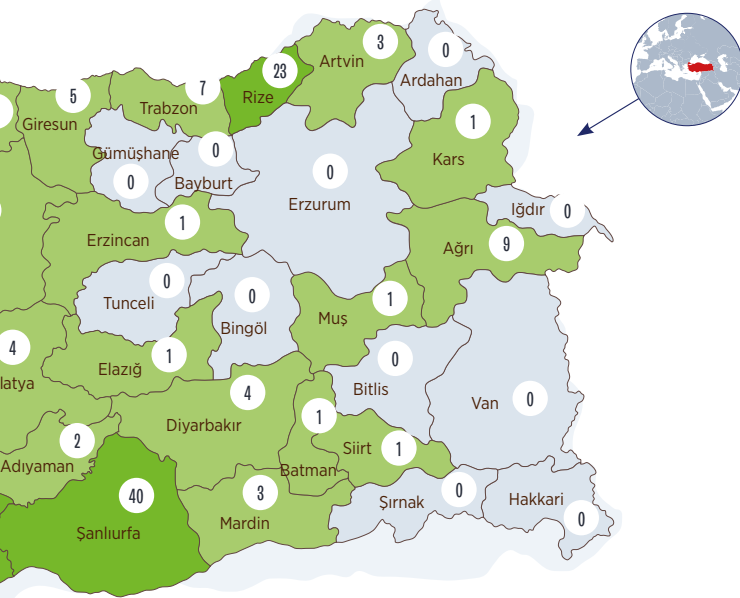 3
Artvin
0
Ardahan
23
Rize
5
Giresun
7
Trabzon
1
Kars
Gümüşhane
0
0
Bayburt
0
Erzurum
Iğdır
0
1
Erzincan
9
Ağrı
0
Tunceli
0
Bingöl
1
Muş
4
latya
1
Elazığ
0
Bitlis
0
Van
4
Diyarbakır
1
Batman
2
Adıyaman
Siirt
1
40
Şanlıurfa
3
Mardin
0
Şırnak
Hakkari
0